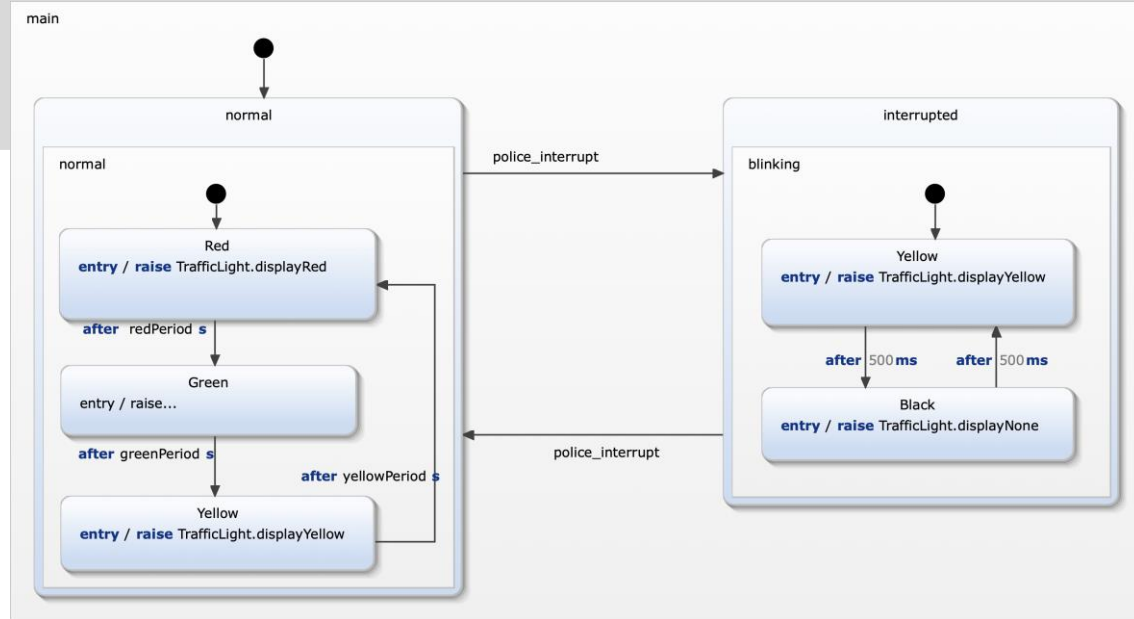 main
normal
normal
Red
entry / raise TrafficLight.displayRed
after redPeriod s
Green
entry / raise...
after greenPeriod s
after yellowPeriod s
Yellow
entry / raise TrafficLight.displayYellow
police_interrupt
police_interrupt
interrupted
blinking
Yellow
entry / raise TrafficLight.displayYellow
after 500 ms
after 500 ms
Black
entry / raise TrafficLight.displayNone